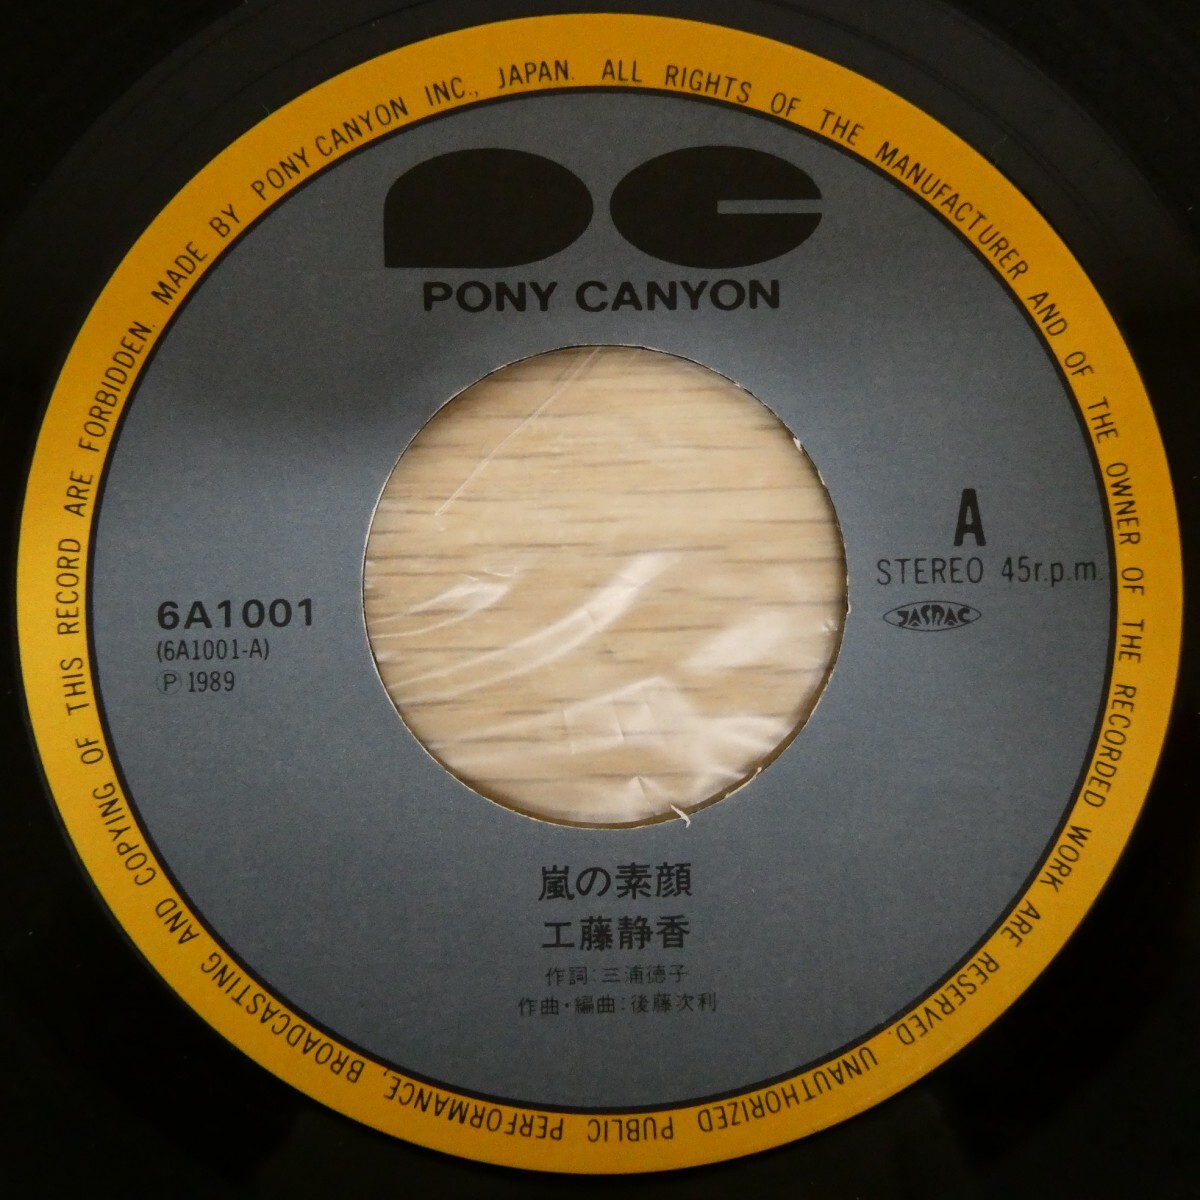 MADE BY PONY CANYON INC., JAPAN. ALL RIGHTS OF THE MANUFACTURER AND OF THE OWNER OF THE RECORDED WORK ARE RESERVED. UNAUTHORIZED PUBLIC PERFORMANCE, BROADCASTING AND COPYING OF THIS RECORD ARE FORBIDDEN.
PC
PONY CANYON
A
STEREO 45r.p.m.
JASRAC
6A1001
(6A1001-A)
Ⓟ 1989
嵐の素顔
工藤静香
作詞:三浦徳子
作曲・編曲:後藤次利